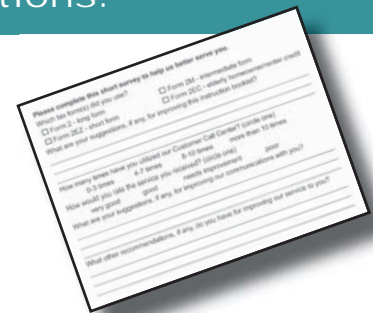 tions.
Please complete this short survey to help us better serve you.
Which tax form(s) did you use?
☐ Form 2 - long form ☐ Form 2M - intermediate form
☐ Form 2EZ - short form ☐ Form 2EC - elderly homeowner/renter credit
What are your suggestions, if any, for improving this instruction booklet?
How many times have you utilized our Customer Call Center? (circle one)
0-3 times 4-7 times 8-10 times more than 10 times
How would you rate the service you received? (circle one)
very good good needs improvement poor
What are your suggestions, if any, for improving our communications with you?
What other recommendations, if any, do you have for improving our service to you?